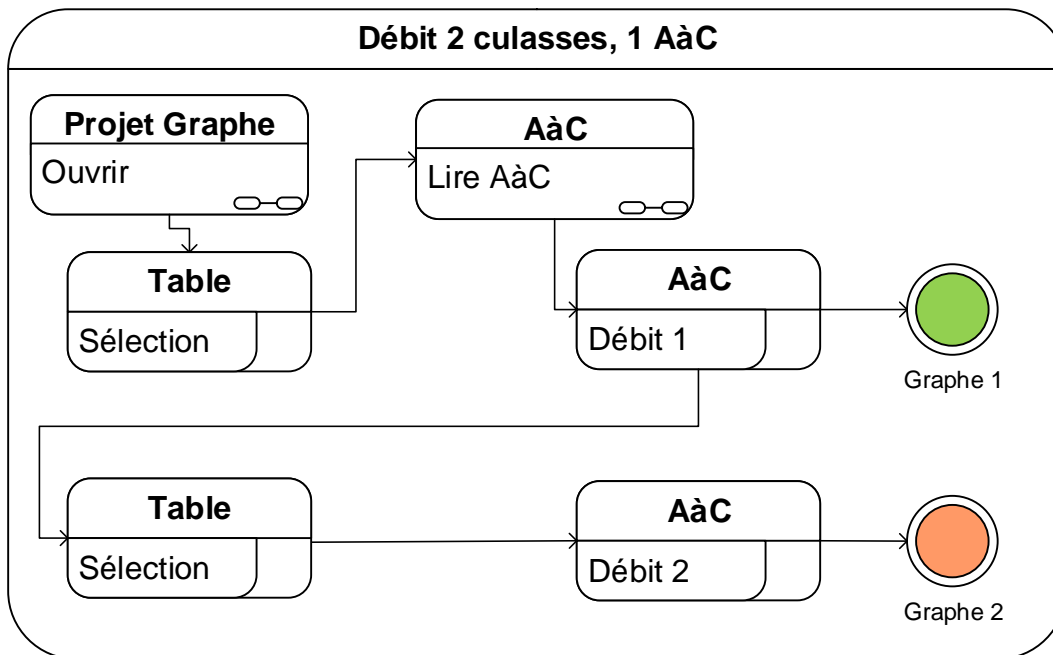 Débit 2 culasses, 1 AàC
Projet Graphe
Ouvrir
AàC
Lire AàC
Table
Sélection
AàC
Débit 1
Graphe 1
Table
Sélection
AàC
Débit 2
Graphe 2